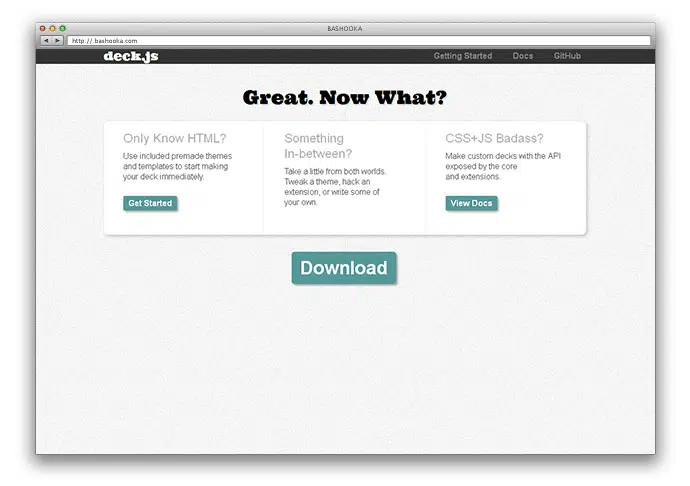 BASHOOKA
http://.bashooka.com
deck.js
Getting Started Docs GitHub
Great. Now What?
Only Know HTML?
Use included premade themes
and templates to start making
your deck immediately.
Get Started
Something
In-between?
Take a little from both worlds.
Tweak a theme, hack an
extension, or write some of
your own.
CSS+JS Badass?
Make custom decks with the API
exposed by the core
and extensions.
View Docs
Download